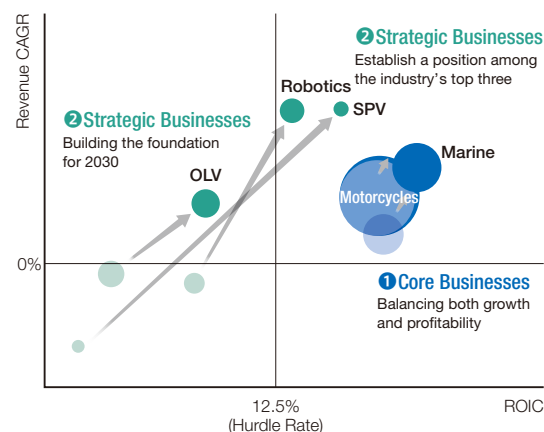 Revenue CAGR
❷Strategic Businesses
Establish a position among
the industry's top three
Robotics
SPV
❷Strategic Businesses
Building the foundation
for 2030
Marine
OLV
Motorcycles
0%
❶Core Businesses
Balancing both growth
and profitability
12.5%
(Hurdle Rate)
ROIC